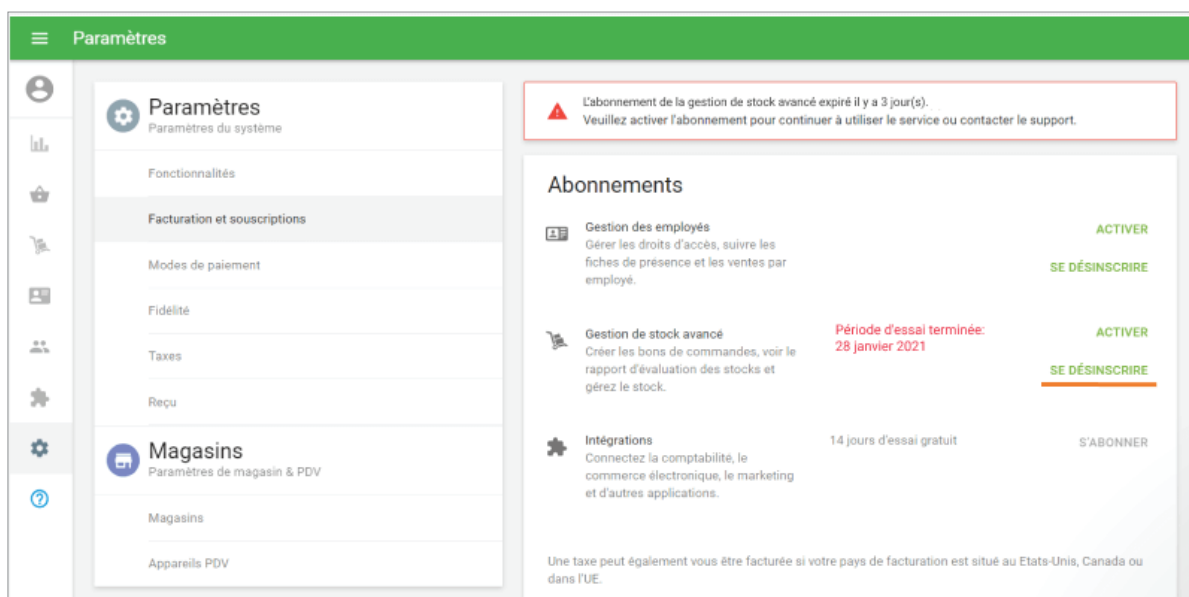 Paramètres
Paramètres
Paramètres du système
Fonctionnalités
Facturation et souscriptions
Modes de paiement
Fidélité
Taxes
Reçu
Magasins
Paramètres de magasin & PDV
Magasins
Appareils PDV
L'abonnement de la gestion de stock avancé expiré il y a 3 jour(s).
Veuillez activer l'abonnement pour continuer à utiliser le service ou contacter le support.
Abonnements
Gestion des employés
Gérer les droits d'accès, suivre les
fiches de présence et les ventes par
employé.
ACTIVER
SE DÉSINSCRIRE
Gestion de stock avancé
Créer les bons de commandes, voir le
rapport d'évaluation des stocks et
gérez le stock.
Période d'essai terminée:
28 janvier 2021
ACTIVER
SE DÉSINSCRIRE
Intégrations
Connectez la comptabilité, le
commerce électronique, le marketing
et d'autres applications.
14 jours d'essai gratuit
S'ABONNER
Une taxe peut également vous être facturée si votre pays de facturation est situé au Etats-Unis, Canada ou
dans l'UE.